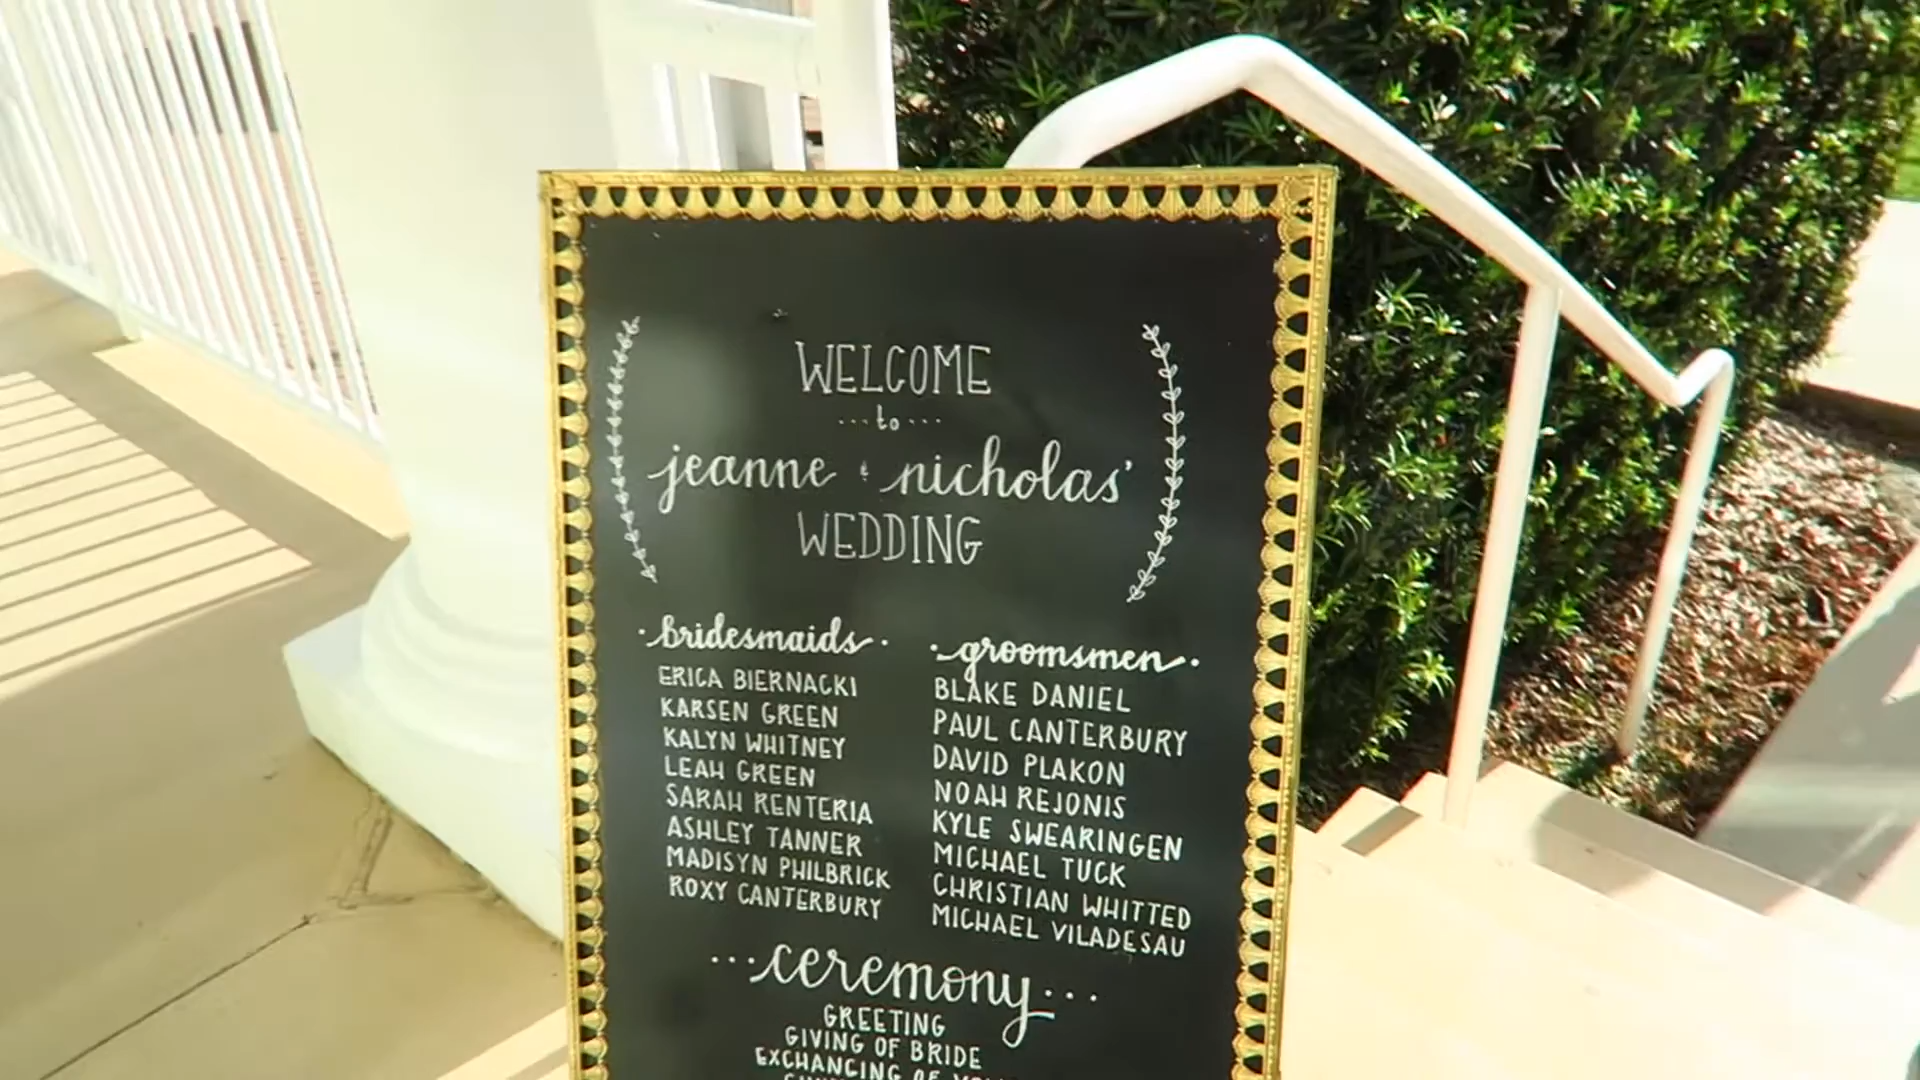 WELCOME
to
jeanne & nicholas'
WEDDING
bridesmaids
ERICA BIERNACKI
KARSEN GREEN
KALYN WHITNEY
LEAH GREEN
SARAH RENTERIA
ASHLEY TANNER
MADISYN PHILBRICK
ROXY CANTERBURY
groomsmen
BLAKE DANIEL
PAUL CANTERBURY
DAVID PLAKON
NOAH REJONIS
KYLE SWEARINGEN
MICHAEL TUCK
CHRISTIAN WHITTED
MICHAEL VILADESAU
ceremony
GREETING
GIVING OF BRIDE
EXCHANGING OF